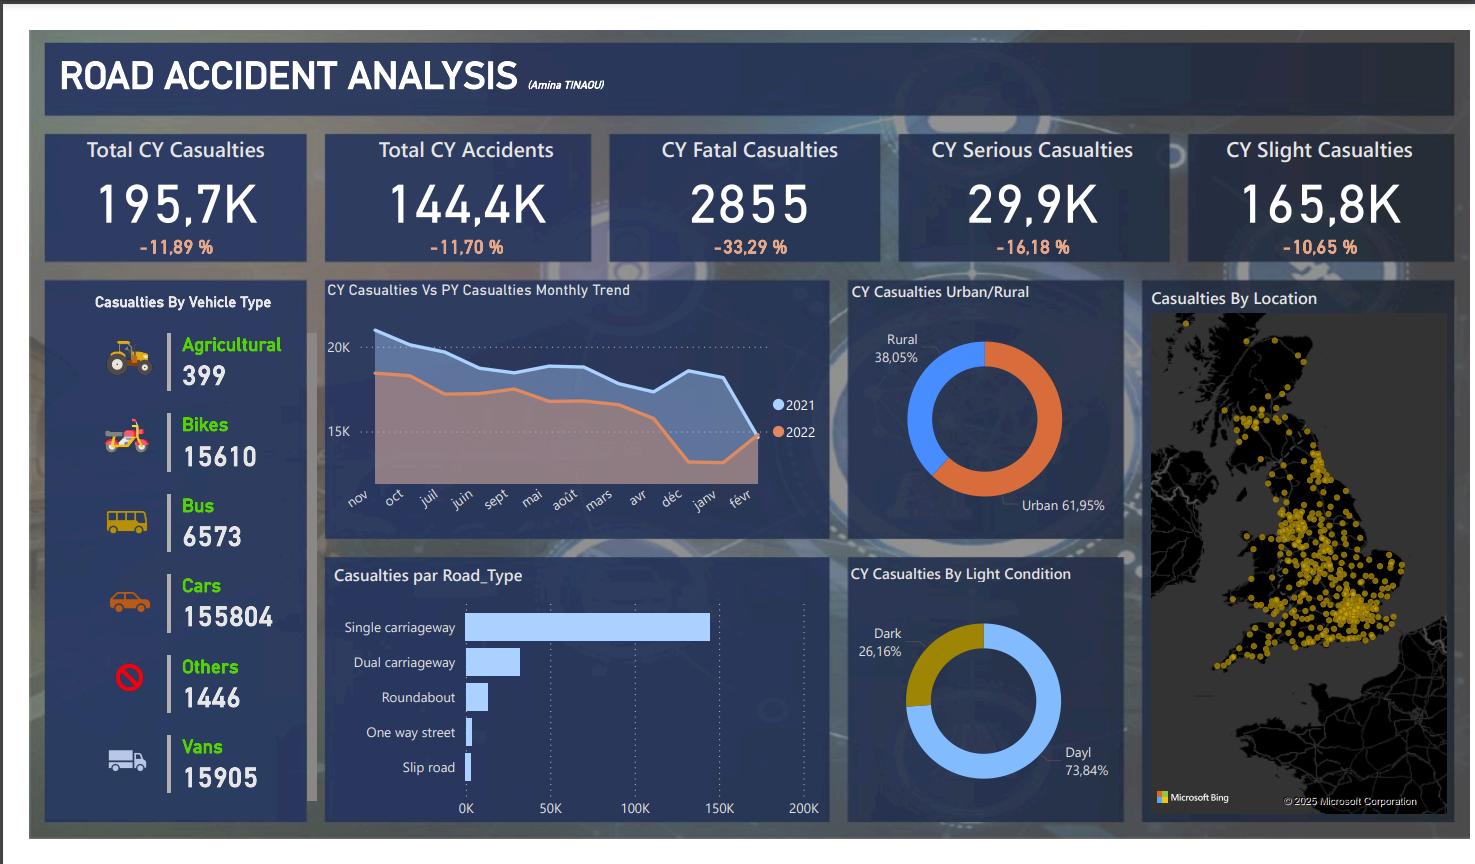 ROAD ACCIDENT ANALYSIS (Amina TINAOU)
Total CY Casualties
195,7K
-11,89 %
Total CY Accidents
144,4K
-11,70 %
CY Fatal Casualties
2855
-33,29 %
CY Serious Casualties
29,9K
-16,18 %
CY Slight Casualties
165,8K
-10,65 %
Casualties By Vehicle Type
Agricultural
399
Bikes
15610
Bus
6573
Cars
155804
Others
1446
Vans
15905
CY Casualties Vs PY Casualties Monthly Trend
20K
15K
2021
2022
nov
oct
juil
juin
sept
mai
août
mars
avr
déc
janv
févr
Casualties par Road_Type
Single carriageway
Dual carriageway
Roundabout
One way street
Slip road
0K
50K
100K
150K
200K
CY Casualties Urban/Rural
Rural
38,05%
Urban 61,95%
CY Casualties By Light Condition
Dark
26,16%
Dayl
73,84%
Casualties By Location
Microsoft Bing
© 2025 Microsoft Corporation